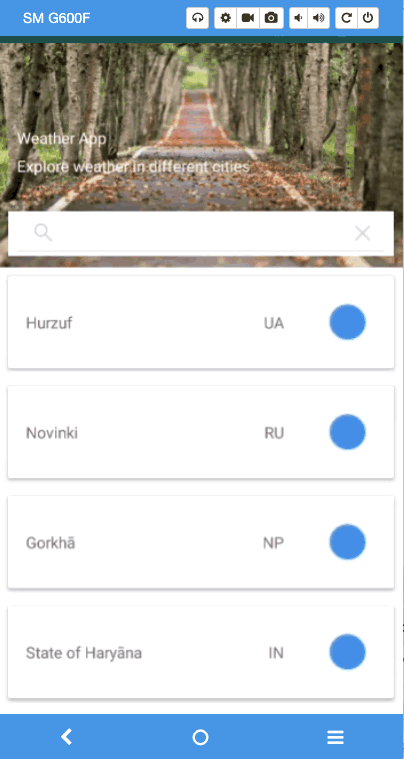 SM G600F
Weather App
Explore weather in different cities
Hurzuf UA
Novinki RU
Gorkhā NP
State of Haryāna IN